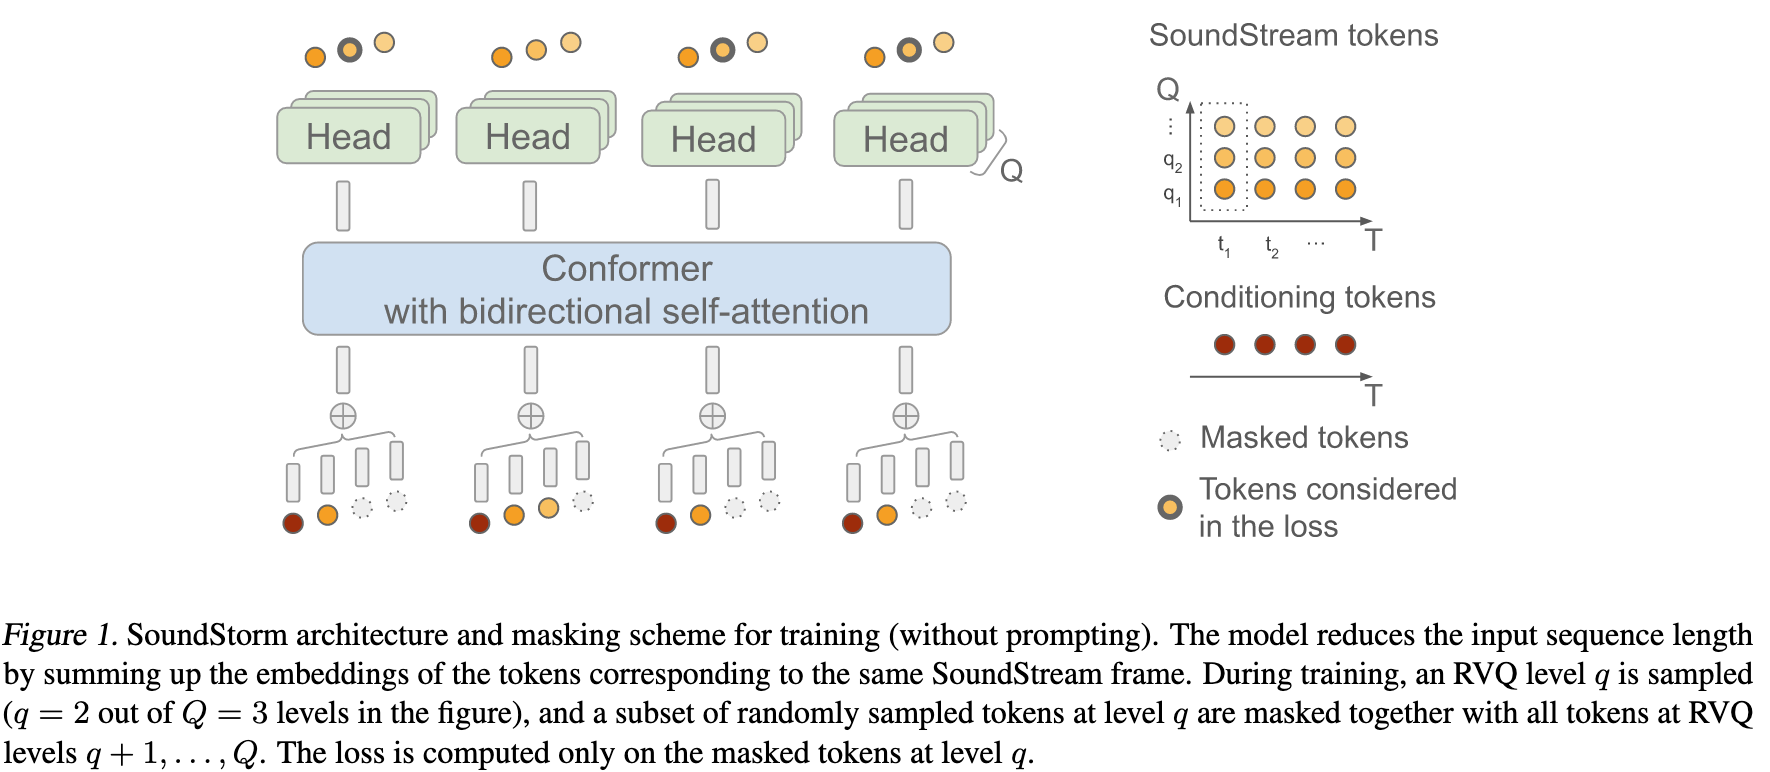 Head
Head
Head
Head
Q
Conformer
with bidirectional self-attention
SoundStream tokens
Q
⋮
q2
q1
t1 t2 ... T
Conditioning tokens
T
Masked tokens
Tokens considered
in the loss
Figure 1. SoundStorm architecture and masking scheme for training (without prompting). The model reduces the input sequence length
by summing up the embeddings of the tokens corresponding to the same SoundStream frame. During training, an RVQ level q is sampled
(q = 2 out of Q = 3 levels in the figure), and a subset of randomly sampled tokens at level q are masked together with all tokens at RVQ
levels q + 1, . . . , Q. The loss is computed only on the masked tokens at level q.